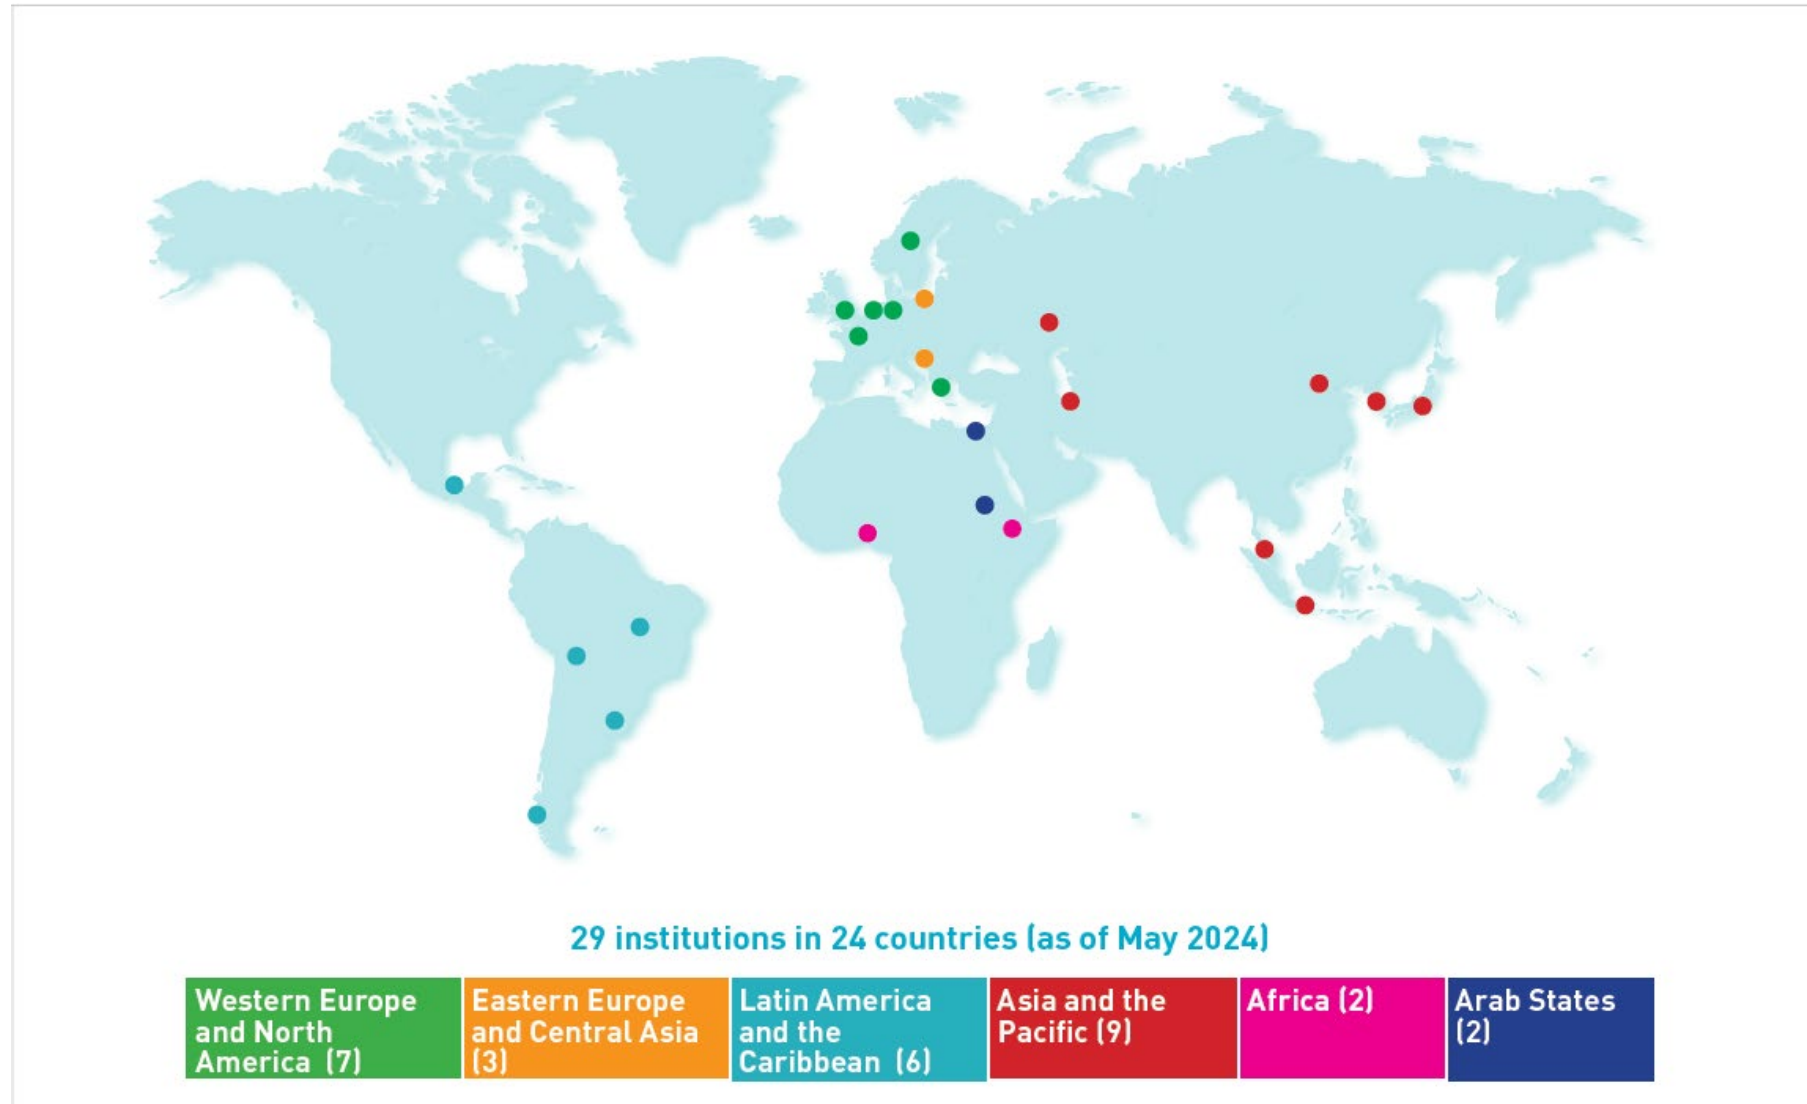 29 institutions in 24 countries (as of May 2024)
Western Europe
and North
America (7)
Eastern Europe
and Central Asia
(3)
Latin America
and the
Caribbean (6)
Asia and the
Pacific (9)
Africa (2)
Arab States
(2)